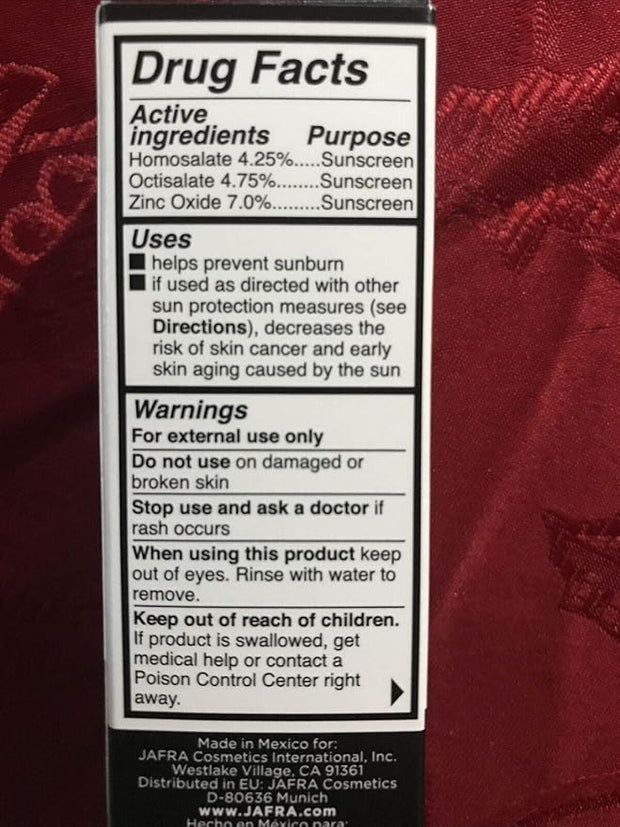 Drug Facts
Active
ingredients Purpose
Homosalate 4.25%.....Sunscreen
Octisalate 4.75%........Sunscreen
Zinc Oxide 7.0%.........Sunscreen
Uses
■ helps prevent sunburn
■ if used as directed with other
sun protection measures (see
Directions), decreases the
risk of skin cancer and early
skin aging caused by the sun
Warnings
For external use only
Do not use on damaged or
broken skin
Stop use and ask a doctor if
rash occurs
When using this product keep
out of eyes. Rinse with water to
remove.
Keep out of reach of children.
If product is swallowed, get
medical help or contact a
Poison Control Center right
away.
Made in Mexico for:
JAFRA Cosmetics International, Inc.
Westlake Village, CA 91361
Distributed in EU: JAFRA Cosmetics
D-80636 Munich
www.JAFRA.com
Hecho en México para: